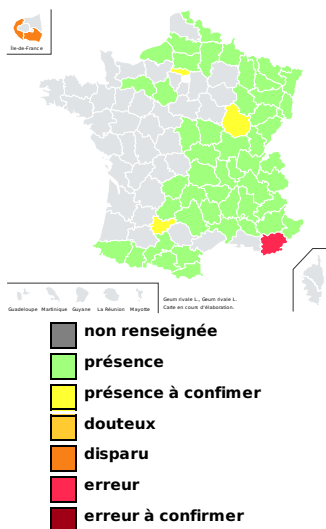 Île-de-France
Guadeloupe Martinique Guyane La Réunion Mayotte
Geum rivale L., Geum rivale L.
Carte en cours d'élaboration.
non renseignée
présence
présence à confimer
douteux
disparu
erreur
erreur à confirmer